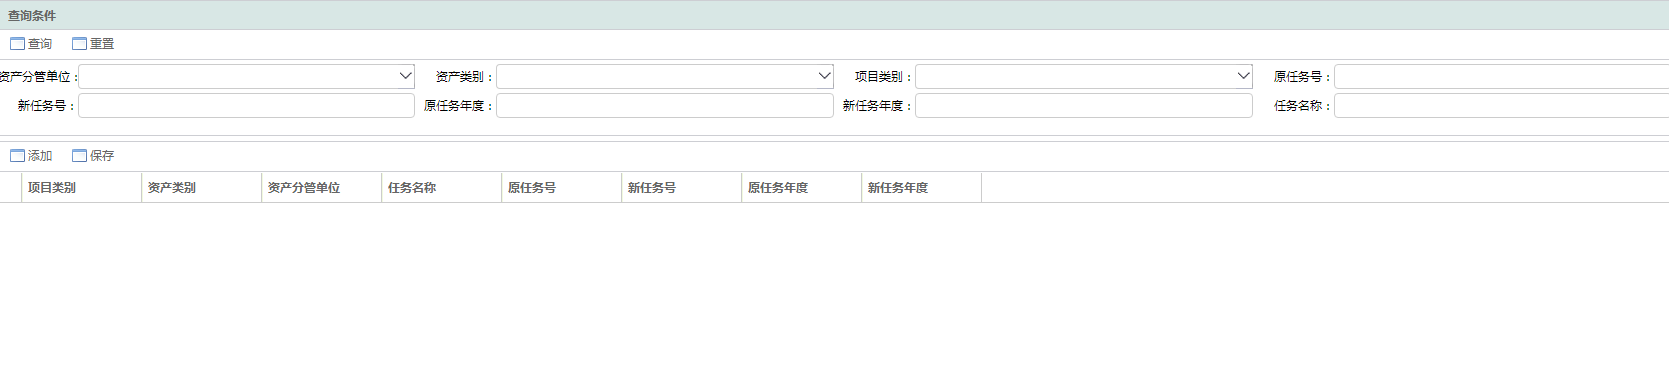 查询条件
查询 重置
资产分管单位： 资产类别： 项目类别： 原任务号：
新任务号： 原任务年度： 新任务年度： 任务名称：
添加 保存
项目类别 资产类别 资产分管单位 任务名称 原任务号 新任务号 原任务年度 新任务年度